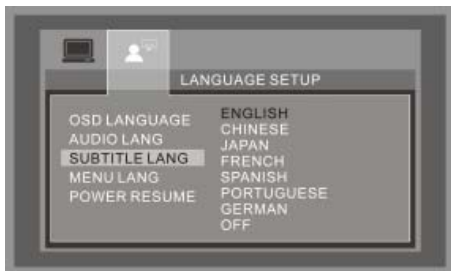 LANGUAGE SETUP
OSD LANGUAGE
AUDIO LANG
SUBTITLE LANG
MENU LANG
POWER RESUME
ENGLISH
CHINESE
JAPAN
FRENCH
SPANISH
PORTUGUESE
GERMAN
OFF